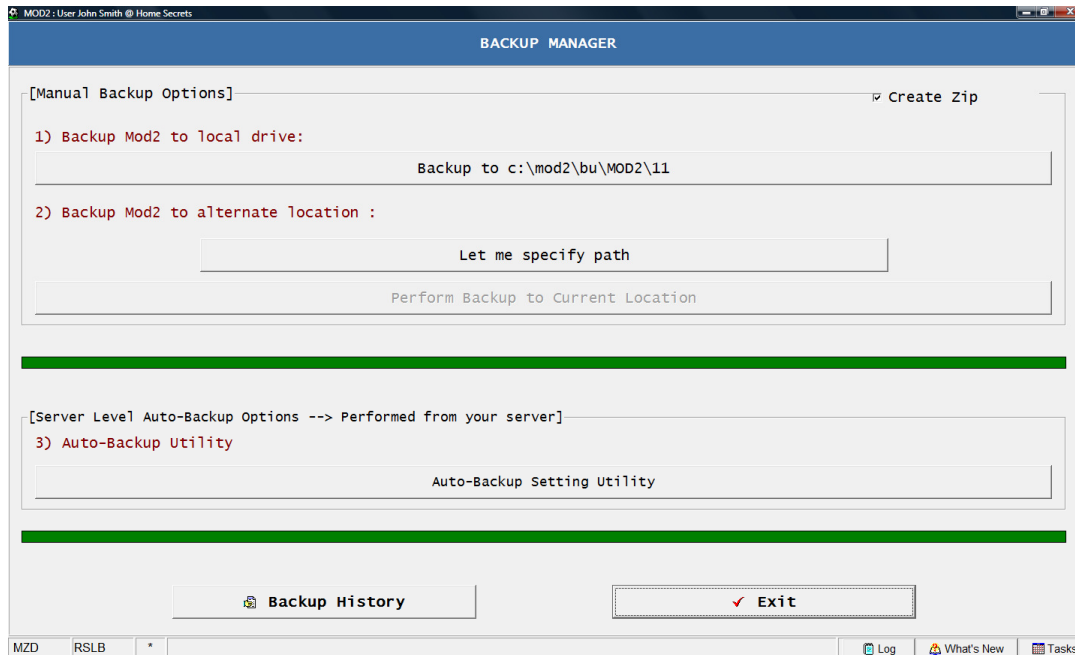 MOD2 : User John Smith @ Home Secrets
BACKUP MANAGER
[Manual Backup Options]
Create Zip
1) Backup Mod2 to local drive:
Backup to c:\mod2\bu\MOD2\11
2) Backup Mod2 to alternate location :
Let me specify path
Perform Backup to Current Location
[Server Level Auto-Backup Options --> Performed from your server]
3) Auto-Backup Utility
Auto-Backup Setting Utility
Backup History
Exit
MZD RSLB * Log What's New Tasks